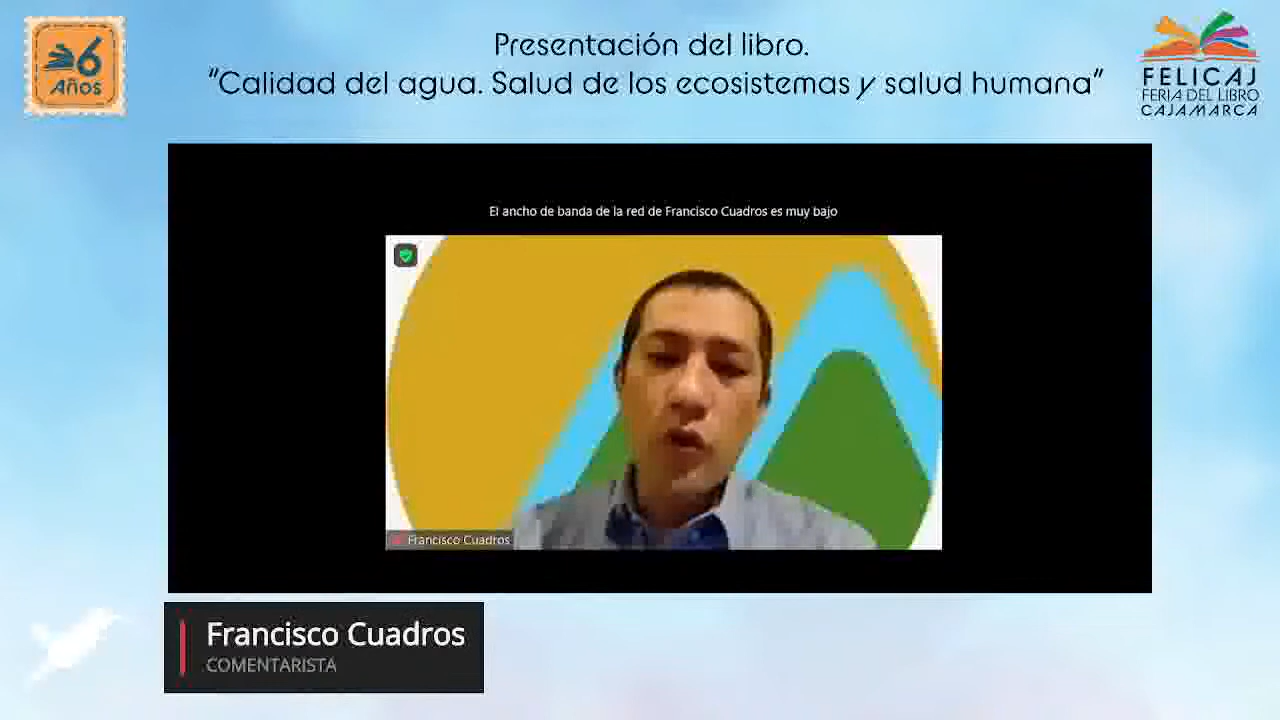 6
Años
Presentación del libro.
"Calidad del agua. Salud de los ecosistemas y salud humana"
FELICAJ
FERIA DEL LIBRO
CAJAMARCA
El ancho de banda de la red de Francisco Cuadros es muy bajo
Francisco Cuadros
Francisco Cuadros
COMENTARISTA